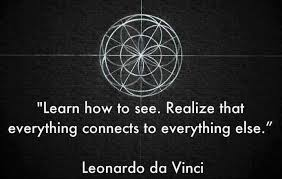 "Learn how to see. Realize that
everything connects to everything else.”
Leonardo da Vinci